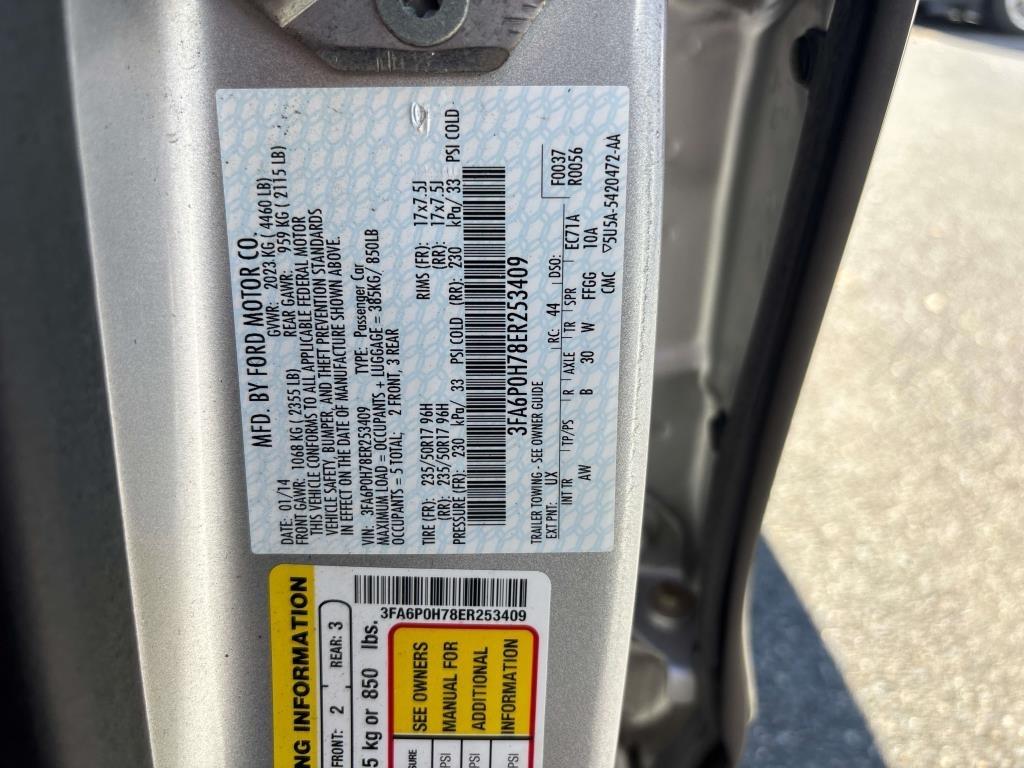 MFD. BY FORD MOTOR CO.
DATE: 01/14 GVWR: 2023 KG ( 4460 LB)
FRONT GAWR: 1068 KG ( 2355 LB) REAR GAWR: 959 KG ( 2115 LB)
THIS VEHICLE CONFORMS TO ALL APPLICABLE FEDERAL MOTOR
VEHICLE SAFETY, BUMPER, AND THEFT PREVENTION STANDARDS
IN EFFECT ON THE DATE OF MANUFACTURE SHOWN ABOVE.
VIN: 3FA6P0H78ER253409 TYPE: Passenger Car
MAXIMUM LOAD = OCCUPANTS + LUGGAGE = 385KG/ 850LB
OCCUPANTS = 5 TOTAL; 2 FRONT, 3 REAR
TIRE (FR): 235/50R17 96H RIMS (FR): 17x7.5J
(RR): 235/50R17 96H (RR): 17x7.5J
PRESSURE (FR): 230 kPa/ 33 PSI COLD (RR): 230 kPa/ 33 PSI COLD
3FA6P0H78ER253409
TRAILER TOWING - SEE OWNER GUIDE
EXT PNT: UX RC: 44 DSO: EC71A F0037
INT TR TP/PS R AXLE TR SPR 10A R0056
AW B 30 W FFGG
CMC ▽5U5A-5420472-AA
NG INFORMATION
FRONT: 2 REAR: 3
5 kg or 850 lbs.
3FA6P0H78ER253409
SURE
PSI
PSI
PSI
SEE OWNERS
MANUAL FOR
ADDITIONAL
INFORMATION